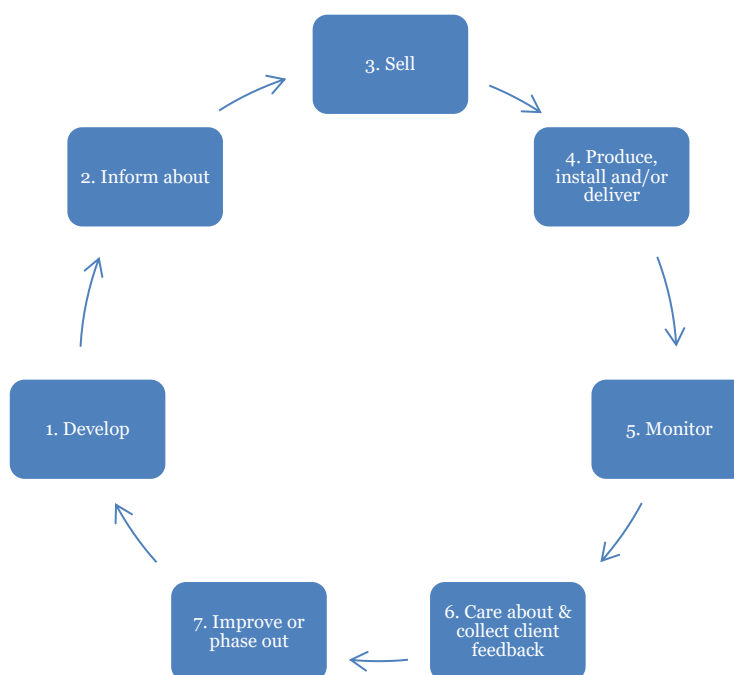 3. Sell
4. Produce,
install and/or
deliver
2. Inform about
1. Develop
5. Monitor
6. Care about &
collect client
feedback
7. Improve or
phase out